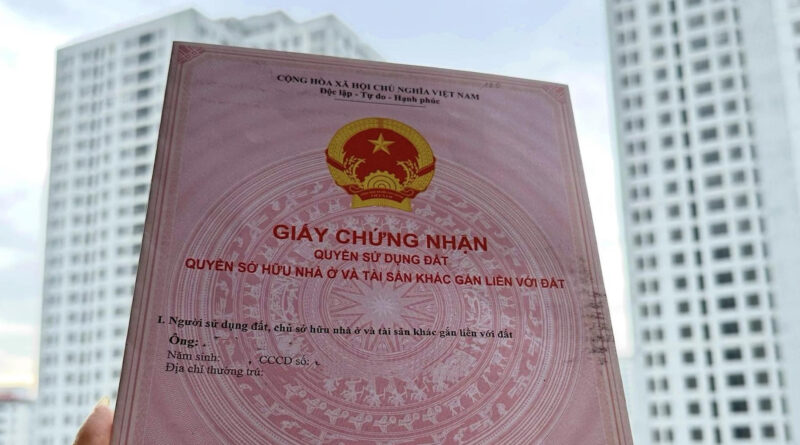 CỘNG HÒA XÃ HỘI CHỦ NGHĨA VIỆT NAM
Độc lập - Tự do - Hạnh phúc
GIẤY CHỨNG NHẬN
QUYỀN SỬ DỤNG ĐẤT
QUYỀN SỞ HỮU NHÀ Ở VÀ TÀI SẢN KHÁC GẮN LIỀN VỚI ĐẤT
I. Người sử dụng đất, chủ sở hữu nhà ở và tài sản khác gắn liền với đất
Ông:
Năm sinh: , CCCD số:
Địa chỉ thường trú: